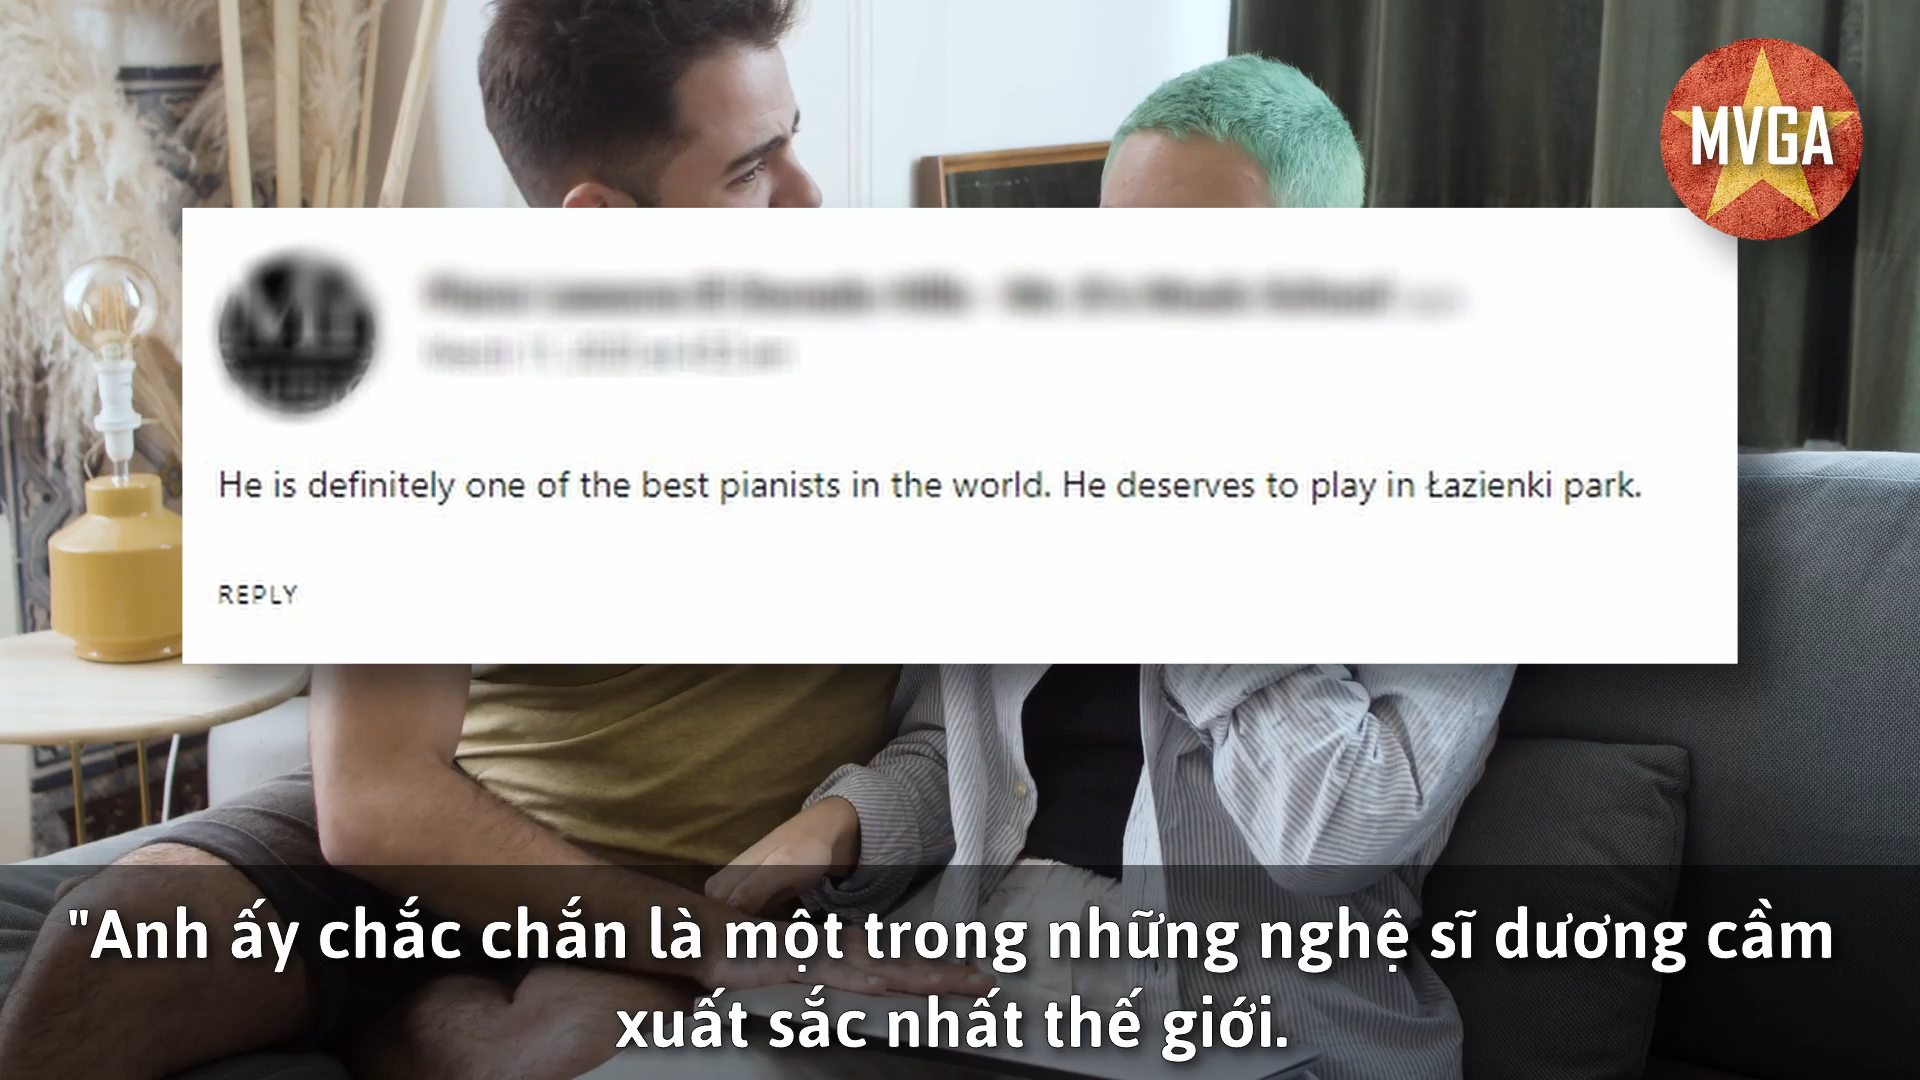 MVGA
He is definitely one of the best pianists in the world. He deserves to play in Łazienki park.
REPLY
"Anh ấy chắc chắn là một trong những nghệ sĩ dương cầm
xuất sắc nhất thế giới.